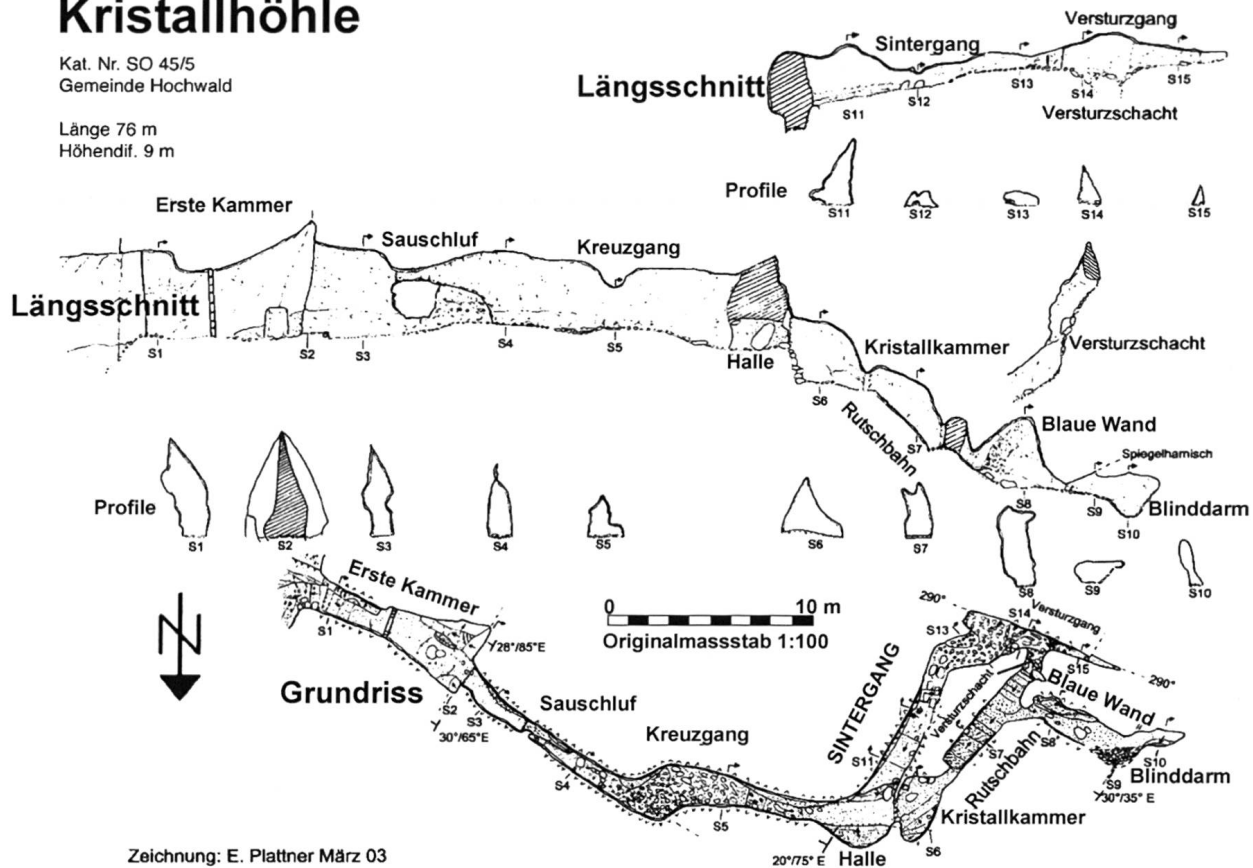 Kristallhöhle
Kat. Nr. SO 45/5
Gemeinde Hochwald
Länge 76 m
Höhendif. 9 m
Versturzgang
Sintergang
Längsschnitt
S11
S12
S13
S14
S15
Versturzschacht
Profile
S11
S12
S13
S14
S15
Erste Kammer
Sauschluf
Kreuzgang
Längsschnitt
S1
S2
S3
S4
S5
Halle
Kristallkammer
Versturzschacht
S6
Rutschbahn
S7
Blaue Wand
Spiegelharnisch
S8
S9
S10
Blinddarm
Profile
S1
S2
S3
S4
S5
S6
S7
S8
S9
S10
N
0 10 m
Originalmassstab 1:100
Erste Kammer
S1
28°/85°E
Grundriss
S2
S3
30°/65°E
Sauschluf
S4
Kreuzgang
S5
SINTERGANG
S11
S13
290°
S14
Versturzgang
S15
290°
Versturzschacht
Blaue Wand
S7
S8
Rutschbahn
S10
S9
Blinddarm
30°/35° E
Kristallkammer
S6
20°/75° E
Halle
Zeichnung: E. Plattner März 03